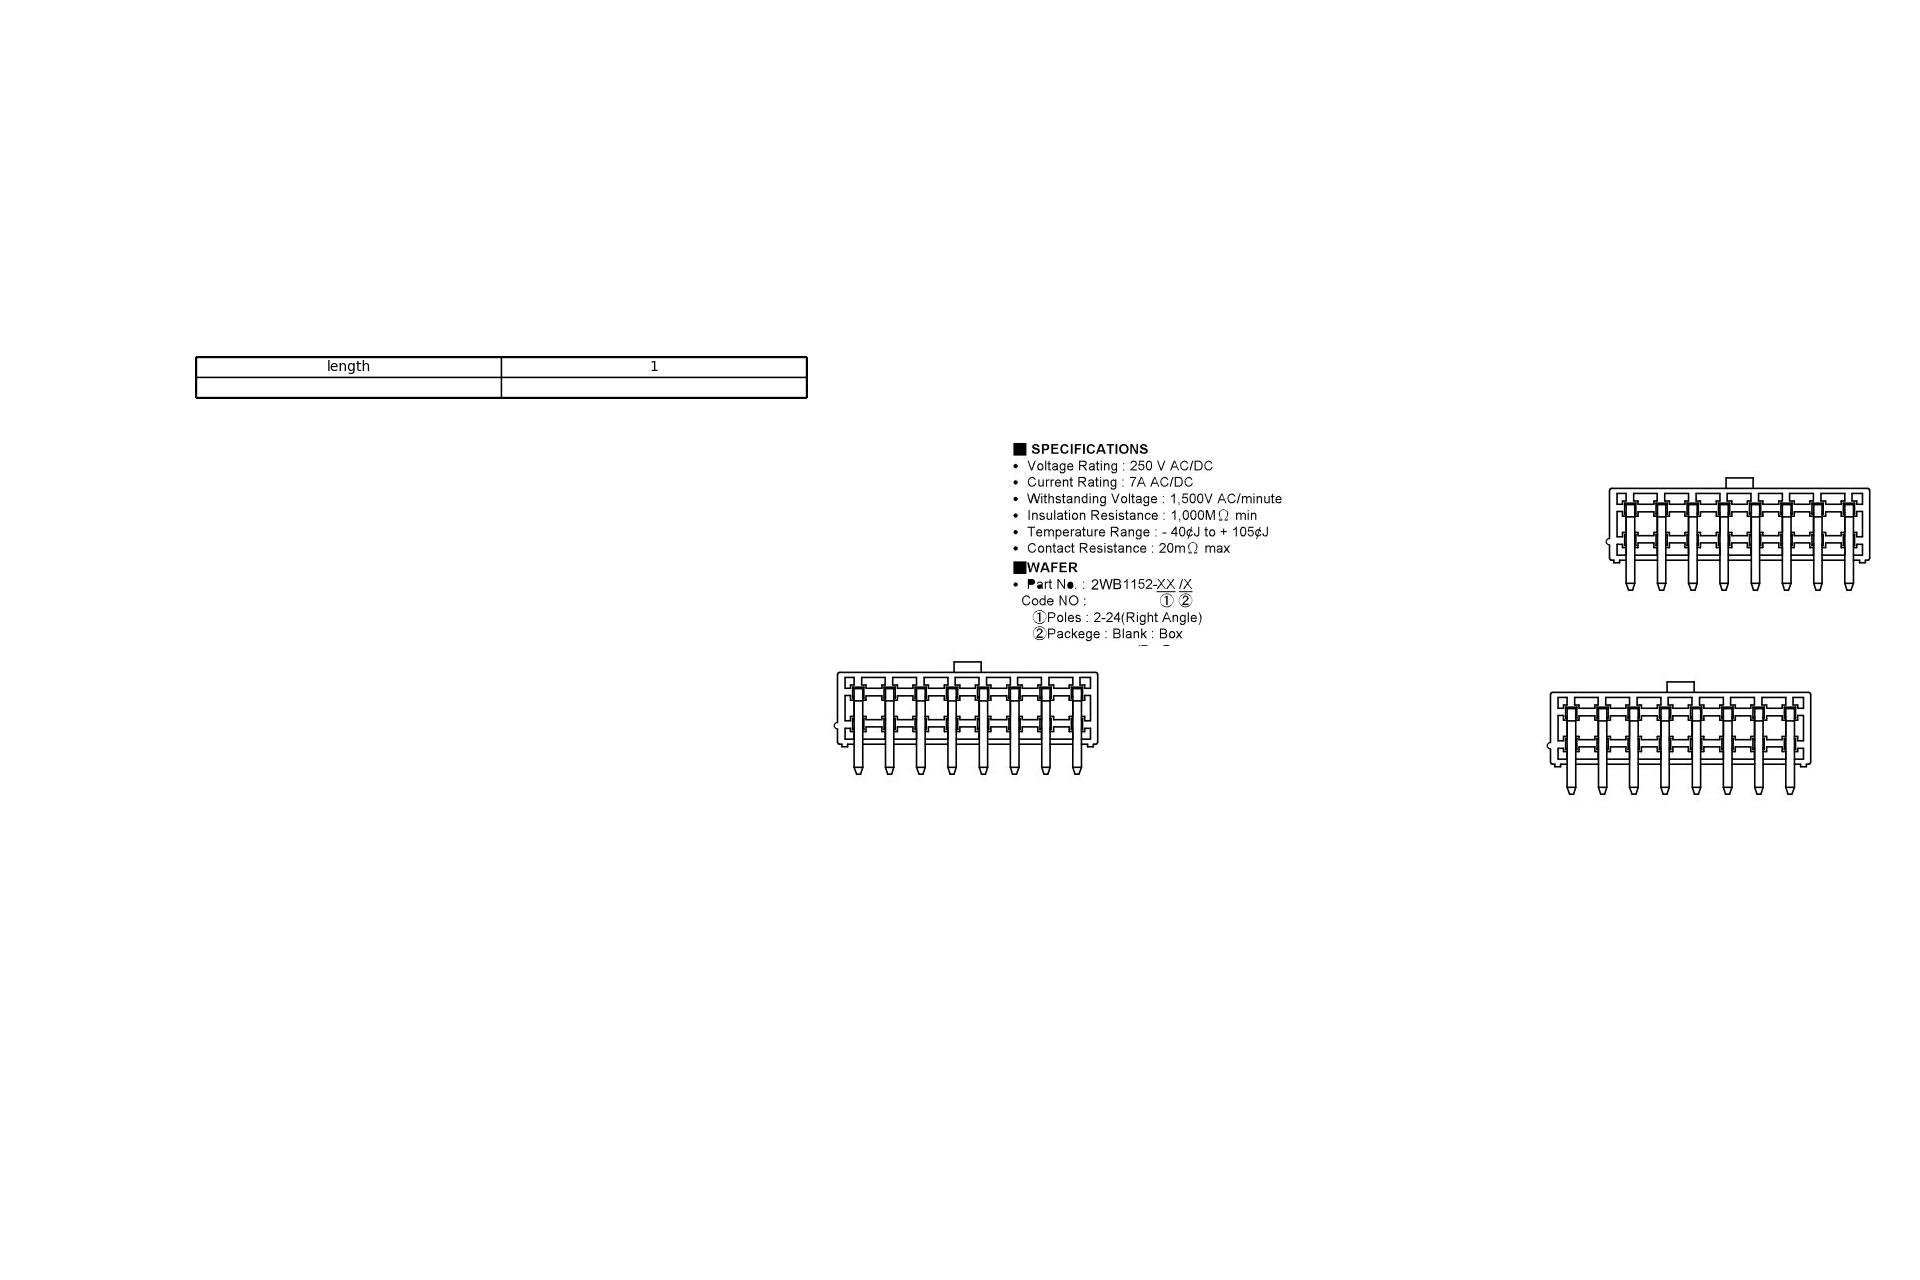 length 1
■ SPECIFICATIONS
• Voltage Rating : 250 V AC/DC
• Current Rating : 7A AC/DC
• Withstanding Voltage : 1,500V AC/minute
• Insulation Resistance : 1,000MΩ min
• Temperature Range : - 40¢J to + 105¢J
• Contact Resistance : 20mΩ max
■WAFER
• Part No. : 2WB1152-XX /X
Code NO : ① ②
①Poles : 2-24(Right Angle)
②Packege : Blank : Box